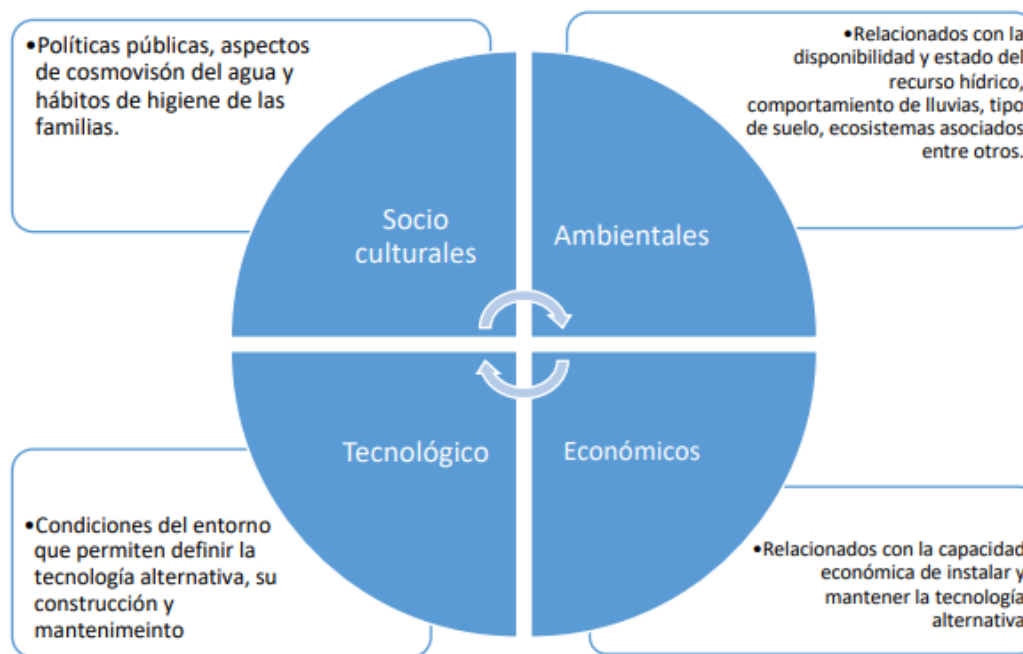 •Políticas públicas, aspectos
de cosmovisón del agua y
hábitos de higiene de las
familias.
•Relacionados con la
disponibilidad y estado del
recurso hídrico,
comportamiento de lluvias, tipo
de suelo, ecosistemas asociados
entre otros.
Socio
culturales
Ambientales
Tecnológico
Económicos
•Condiciones del entorno
que permiten definir la
tecnología alternativa, su
construcción y
mantenimeinto
•Relacionados con la capacidad
económica de instalar y
mantener la tecnología
alternativa